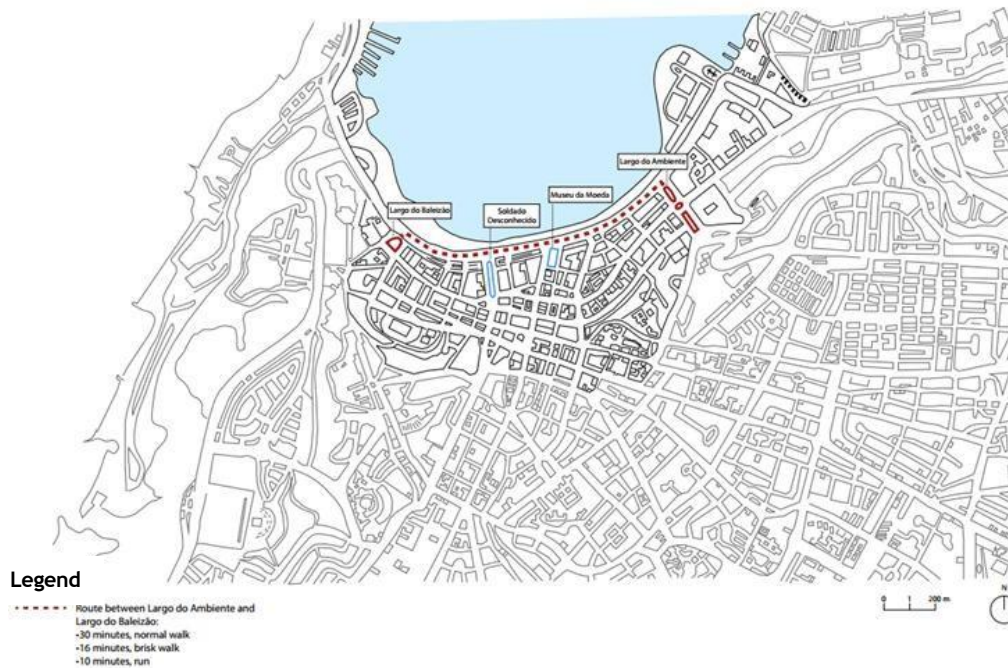 Largo do Ambiente
Museu da Moeda
Soldado
Desconhecido
Largo do Baleizão
Legend
Route between Largo do Ambiente and
Largo do Baleizão:
-30 minutes, normal walk
-16 minutes, brisk walk
-10 minutes, run
0 1 200 m
N